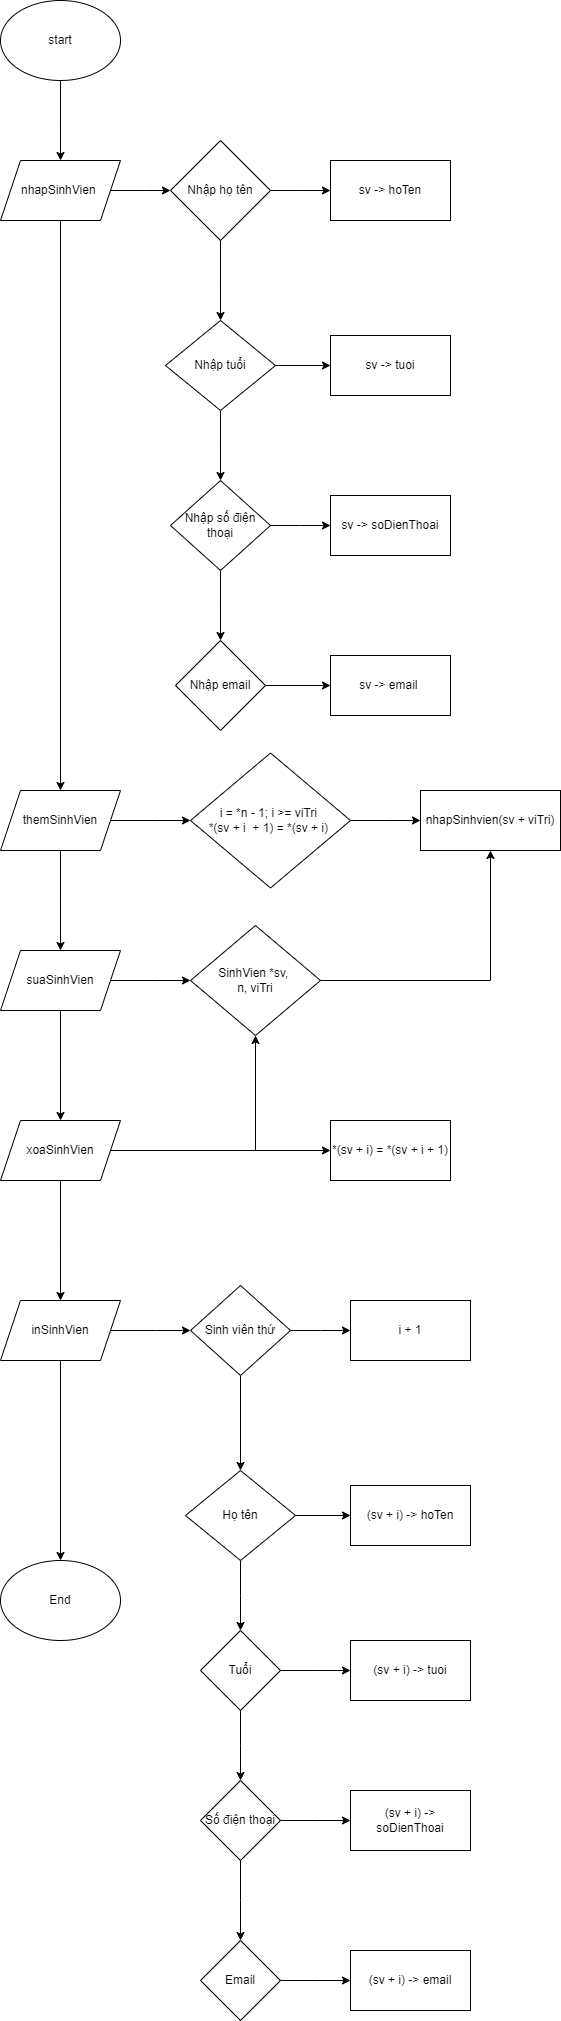 start
nhapSinhVien
Nhập họ tên
sv -> hoTen
Nhập tuổi
sv -> tuoi
Nhập số điện
thoại
sv -> soDienThoai
Nhập email
sv -> email
themSinhVien
i = *n - 1; i >= viTri
*(sv + i  + 1) = *(sv + i)
nhapSinhvien(sv + viTri)
suaSinhVien
SinhVien *sv,
n, viTri
xoaSinhVien
*(sv + i) = *(sv + i + 1)
inSinhVien
Sinh viên thứ
i + 1
Họ tên
(sv + i) -> hoTen
End
Tuổi
(sv + i) -> tuoi
Số điện thoại
(sv + i) ->
soDienThoai
Email
(sv + i) -> email